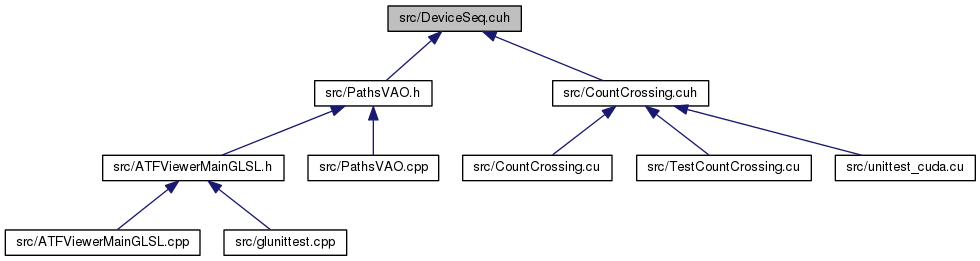 src/DeviceSeq.cuh
src/PathsVAO.h
src/CountCrossing.cuh
src/ATFViewerMainGLSL.h
src/PathsVAO.cpp
src/CountCrossing.cu
src/TestCountCrossing.cu
src/unittest_cuda.cu
src/ATFViewerMainGLSL.cpp
src/glunittest.cpp